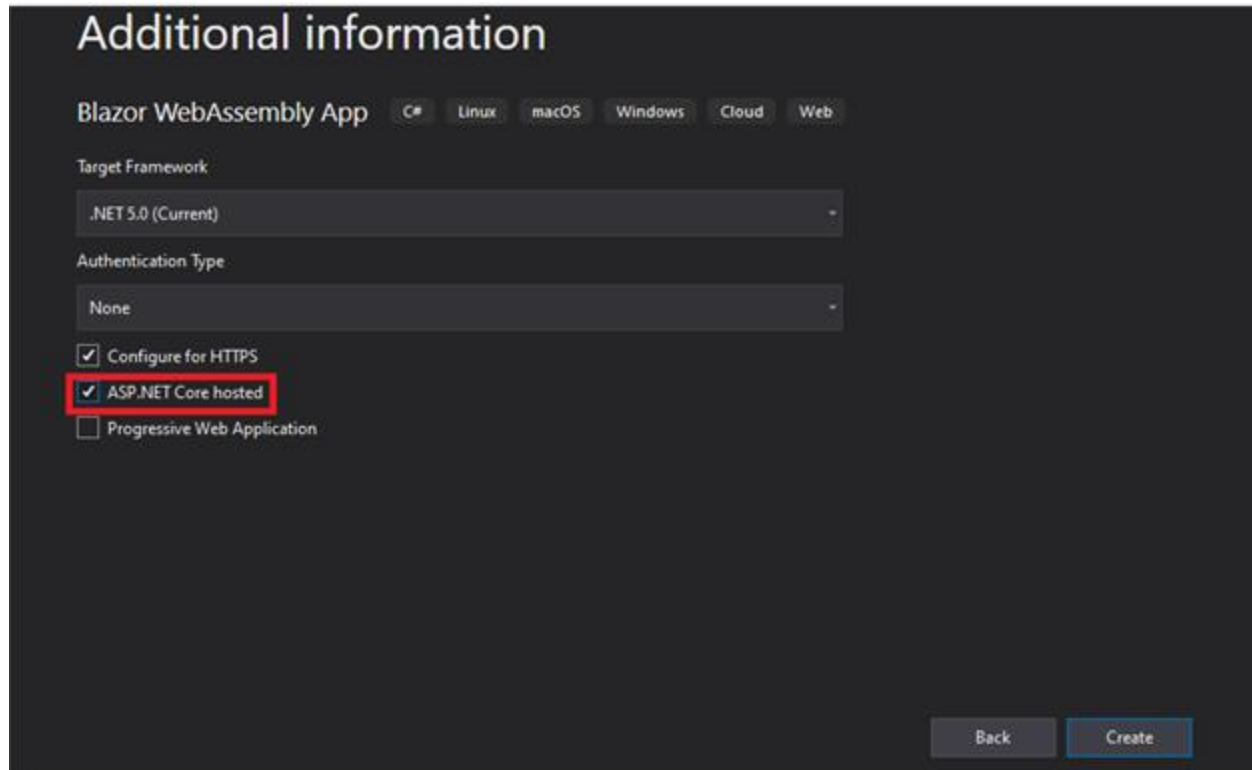 Additional information
Blazor WebAssembly App C# Linux macOS Windows Cloud Web
Target Framework
.NET 5.0 (Current)
Authentication Type
None
Configure for HTTPS
ASP.NET Core hosted
Progressive Web Application
Back Create